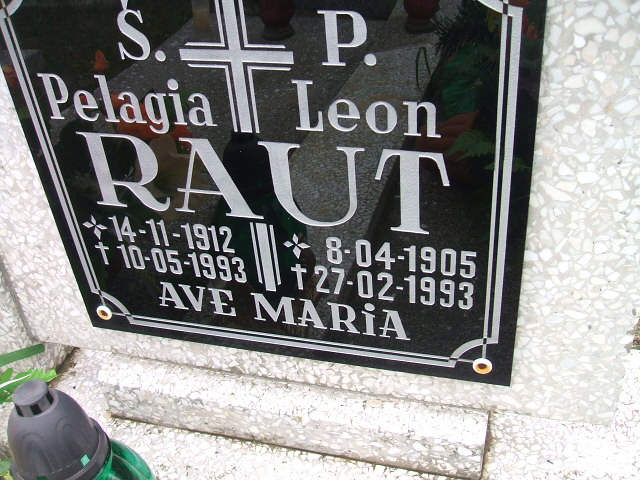 Ś. P.
Pelagia Leon
RAUT
14-11-1912 8-04-1905
10-05-1993 27-02-1993
AVE MARiA